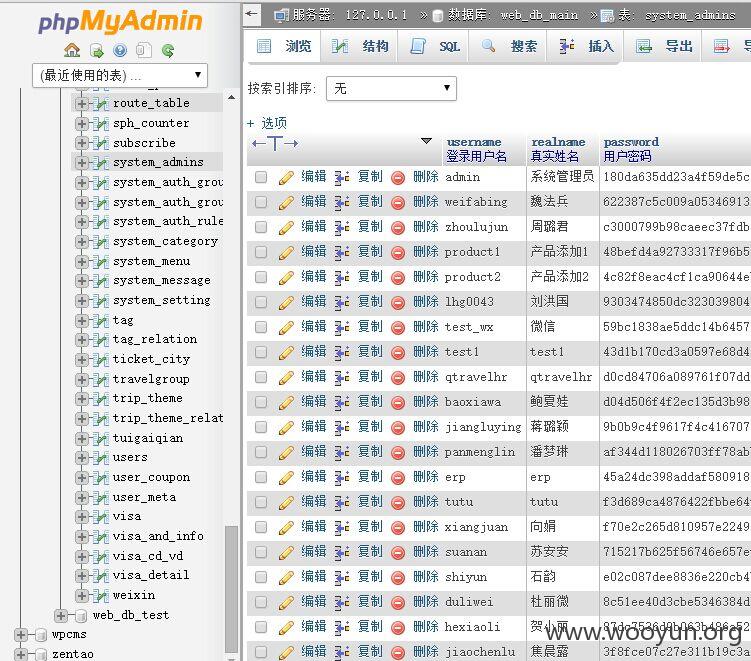 phpMyAdmin
(最近使用的表) ...
route_table
sph_counter
subscribe
system_admins
system_auth_grou
system_auth_grou
system_auth_rule
system_category
system_menu
system_message
system_setting
tag
tag_relation
ticket_city
travelgroup
trip_theme
trip_theme_relat
tuigaiqian
users
user_coupon
user_meta
visa
visa_and_info
visa_cd_vd
visa_detail
weixin
web_db_test
wpcms
zentao
服务器: 127.0.0.1 » 数据库: web_db_main » 表: system_admins
浏览 结构 SQL 搜索 插入 导出
按索引排序: 无
+ 选项
←T→ username realname password
登录用户名 真实姓名 用户密码
编辑 复制 删除 admin 系统管理员 180da635dd23a4f59de5c
编辑 复制 删除 weifabing 魏法兵 622387c5c009a05346913
编辑 复制 删除 zhoulujun 周璐君 c3000799b98caeec37fdb
编辑 复制 删除 product1 产品添加1 48befd4a92733317f96b5
编辑 复制 删除 product2 产品添加2 4c82f8eac4cf1ca90644e
编辑 复制 删除 lhg0043 刘洪国 9303474850dc323039804
编辑 复制 删除 test_wx 微信 59bc1838ae5ddc14b6457
编辑 复制 删除 test1 test1 43d1b170cd3a0597e68d4
编辑 复制 删除 qtravelhr qtravelhr d0cd84706a089761f07dd
编辑 复制 删除 baoxiawa 鲍夏娃 d04d506f4f2ec135d3b98
编辑 复制 删除 jiangluying 蒋璐颖 9b0b9c4f9617f4c416707
编辑 复制 删除 panmenglin 潘梦琳 af344d118026703ff78ab
编辑 复制 删除 erp erp 45a24dc398addaf580918
编辑 复制 删除 tutu tutu f3d689ca4876422fbbe64
编辑 复制 删除 xiangjuan 向娟 f70e2c265d810957e2249
编辑 复制 删除 suanan 苏安安 715217b625f56746e657e
编辑 复制 删除 shiyun 石韵 e02c087dee8836e220cb4
编辑 复制 删除 duliwei 杜丽微 8c51ee40d3cbe5346384d
编辑 复制 删除 hexiaoli 贺小丽
编辑 复制 删除 jiaochenlu 焦晨露 3f8fce07c27e311b19c3a
www.wooyun.org